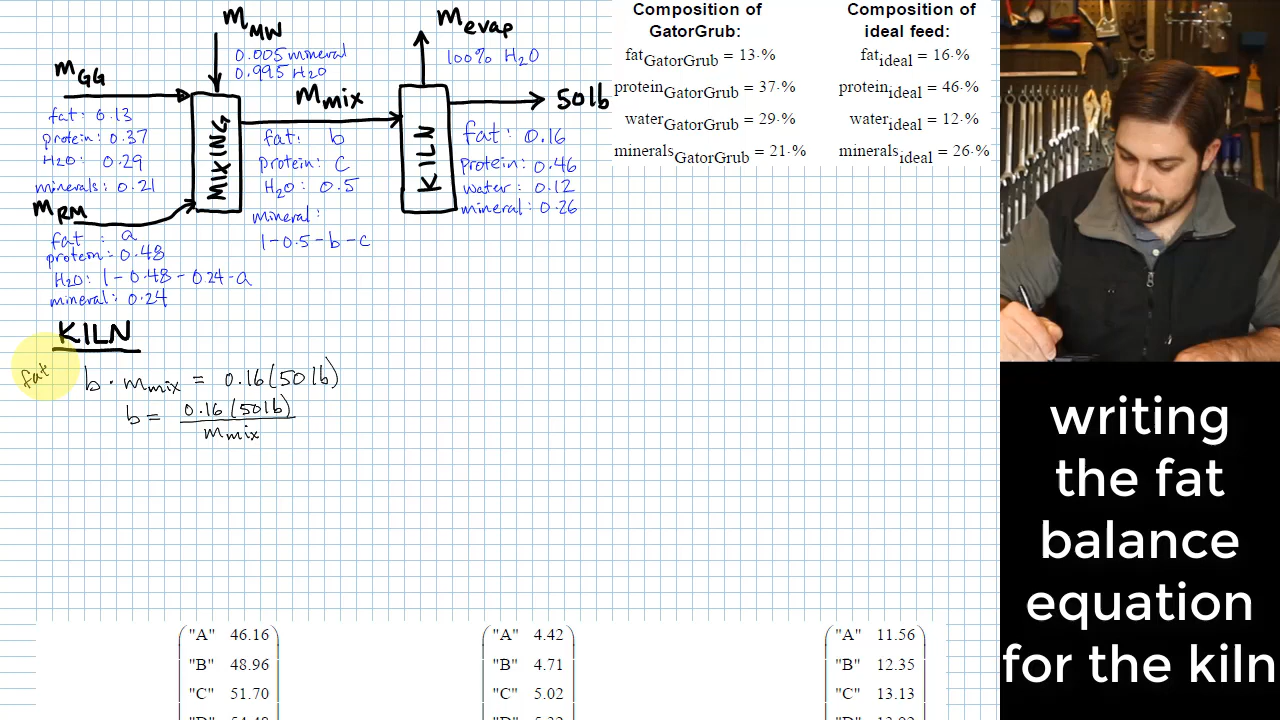 m_MW
0.005 mineral
0.995 H2O
m_GG
fat: 0.13
protein: 0.37
H2O: 0.29
minerals: 0.21
m_RM
fat : a
protein: 0.48
H2O: 1 - 0.48 - 0.24 - a
mineral: 0.24
MIXING
m_mix
fat: b
protein: c
H2O: 0.5
mineral:
1-0.5-b-c
m_evap
100% H2O
KILN
50 lb
fat: 0.16
Protein: 0.46
water: 0.12
mineral: 0.26
Composition of
GatorGrub:
fat_GatorGrub = 13·%
protein_GatorGrub = 37·%
water_GatorGrub = 29·%
minerals_GatorGrub = 21·%
Composition of
ideal feed:
fat_ideal = 16·%
protein_ideal = 46·%
water_ideal = 12·%
minerals_ideal = 26·%
KILN
fat b · m_mix = 0.16(50 lb)
b = 0.16(50 lb)
m_mix
"A" 46.16
"B" 48.96
"C" 51.70
"A" 4.42
"B" 4.71
"C" 5.02
"A" 11.56
"B" 12.35
"C" 13.13
writing
the fat
balance
equation
for the kiln